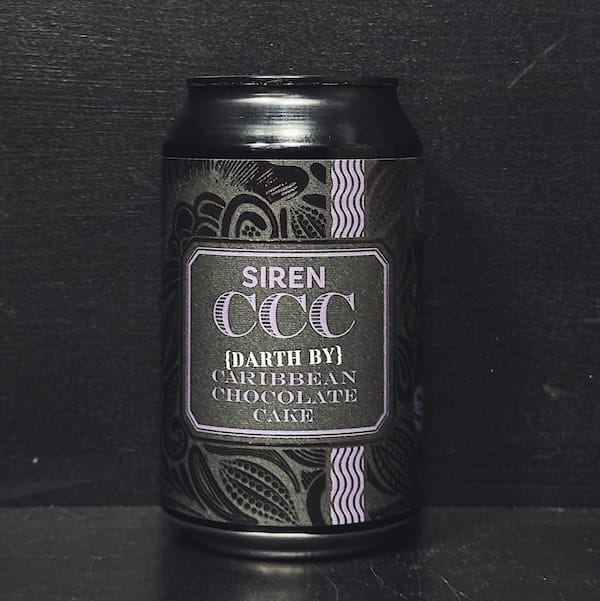 SIREN
CCC
{DARTH BY}
CARIBBEAN
CHOCOLATE
CAKE